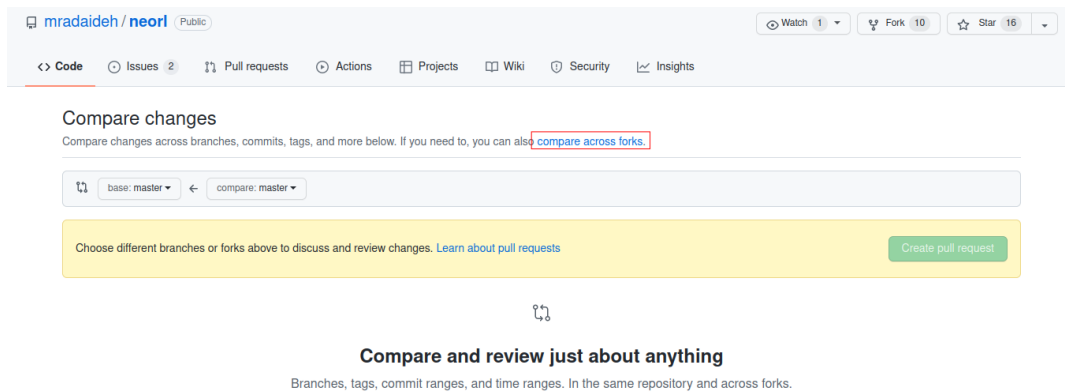 mradaideh / neorl Public
Watch 1 Fork 10 Star 16
Code Issues 2 Pull requests Actions Projects Wiki Security Insights
Compare changes
Compare changes across branches, commits, tags, and more below. If you need to, you can also compare across forks.
base: master compare: master
Choose different branches or forks above to discuss and review changes. Learn about pull requests Create pull request
Compare and review just about anything
Branches, tags, commit ranges, and time ranges. In the same repository and across forks.